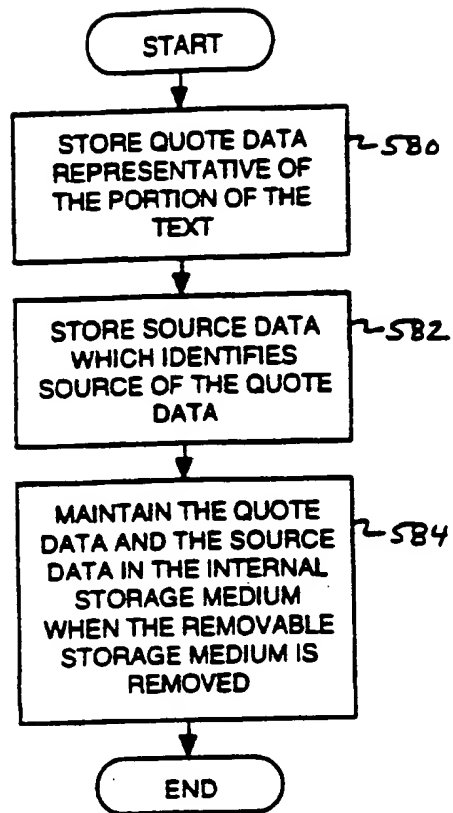 START
STORE QUOTE DATA
REPRESENTATIVE OF
THE PORTION OF THE
TEXT
580
STORE SOURCE DATA
WHICH IDENTIFIES
SOURCE OF THE QUOTE
DATA
582
MAINTAIN THE QUOTE
DATA AND THE SOURCE
DATA IN THE INTERNAL
STORAGE MEDIUM
WHEN THE REMOVABLE
STORAGE MEDIUM IS
REMOVED
584
END